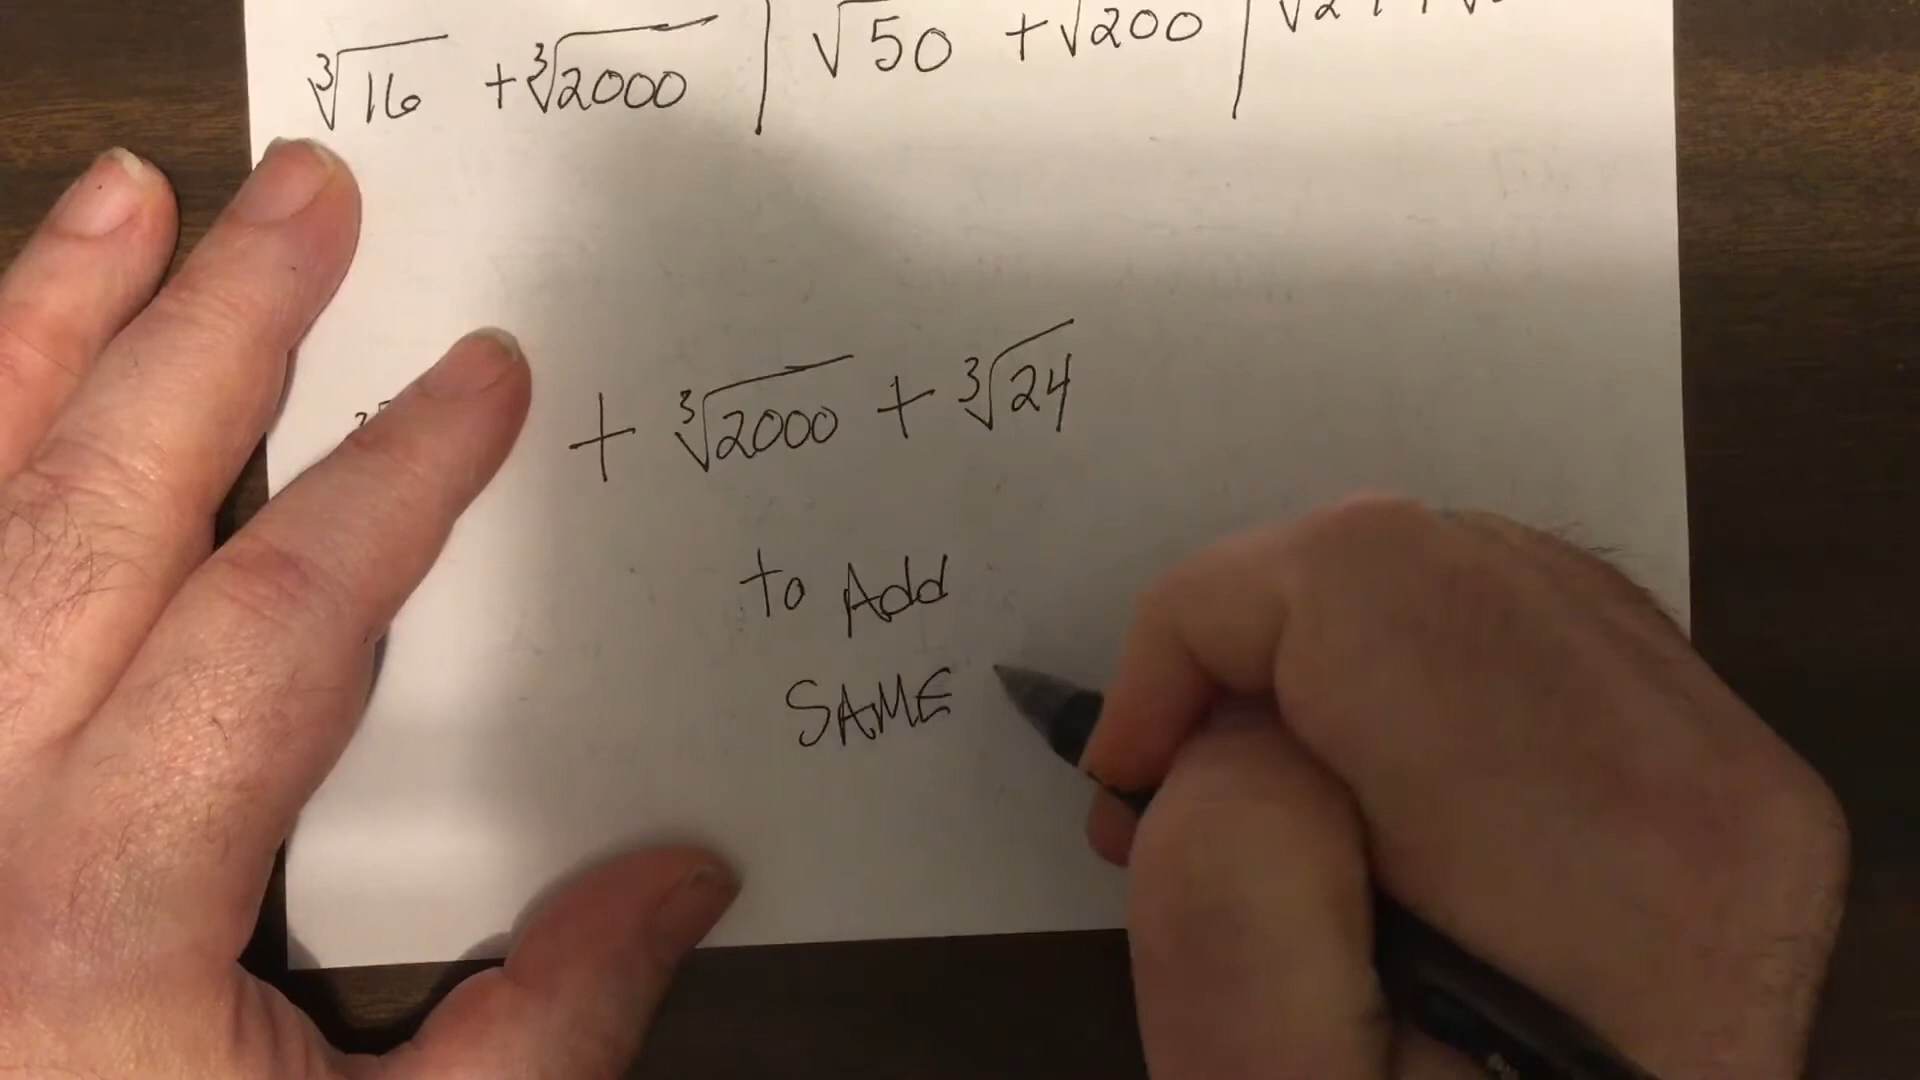 ∛16 + ∛2000 | √50 + √200 |
+ ∛2000 + ∛24
to Add
SAME